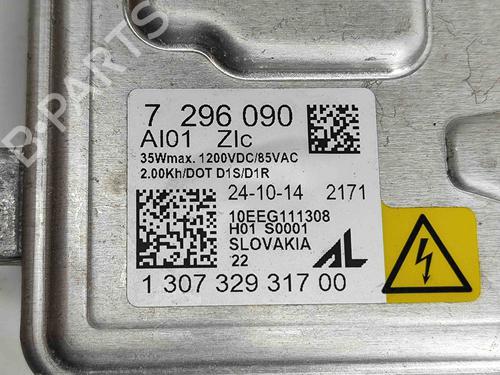 B-PARTS
7 296 090
AI01 ZIc
35Wmax. 1200VDC/85VAC
2.00Kh/DOT D1S/D1R
24-10-14 2171
10EEG111308
H01 S0001
SLOVAKIA
22
AL
1 307 329 317 00